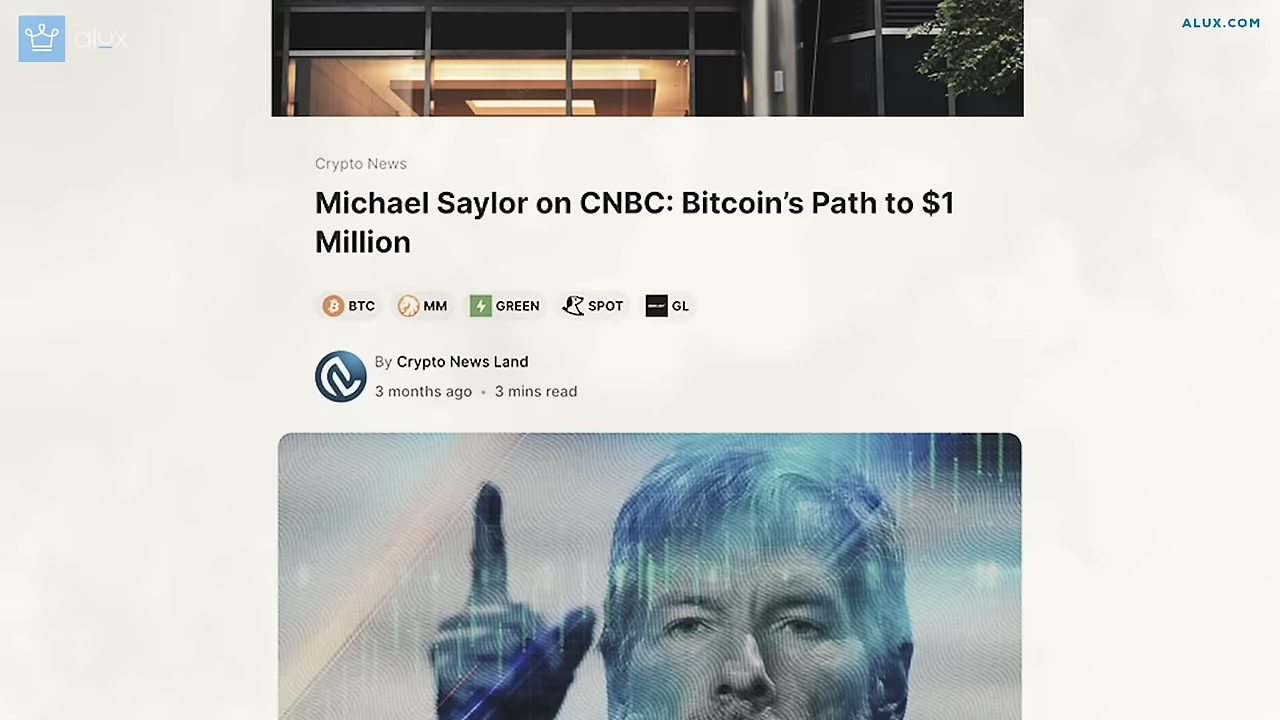 alux
ALUX.COM
Crypto News
Michael Saylor on CNBC: Bitcoin’s Path to $1
Million
BTC MM GREEN SPOT GL
By Crypto News Land
3 months ago • 3 mins read